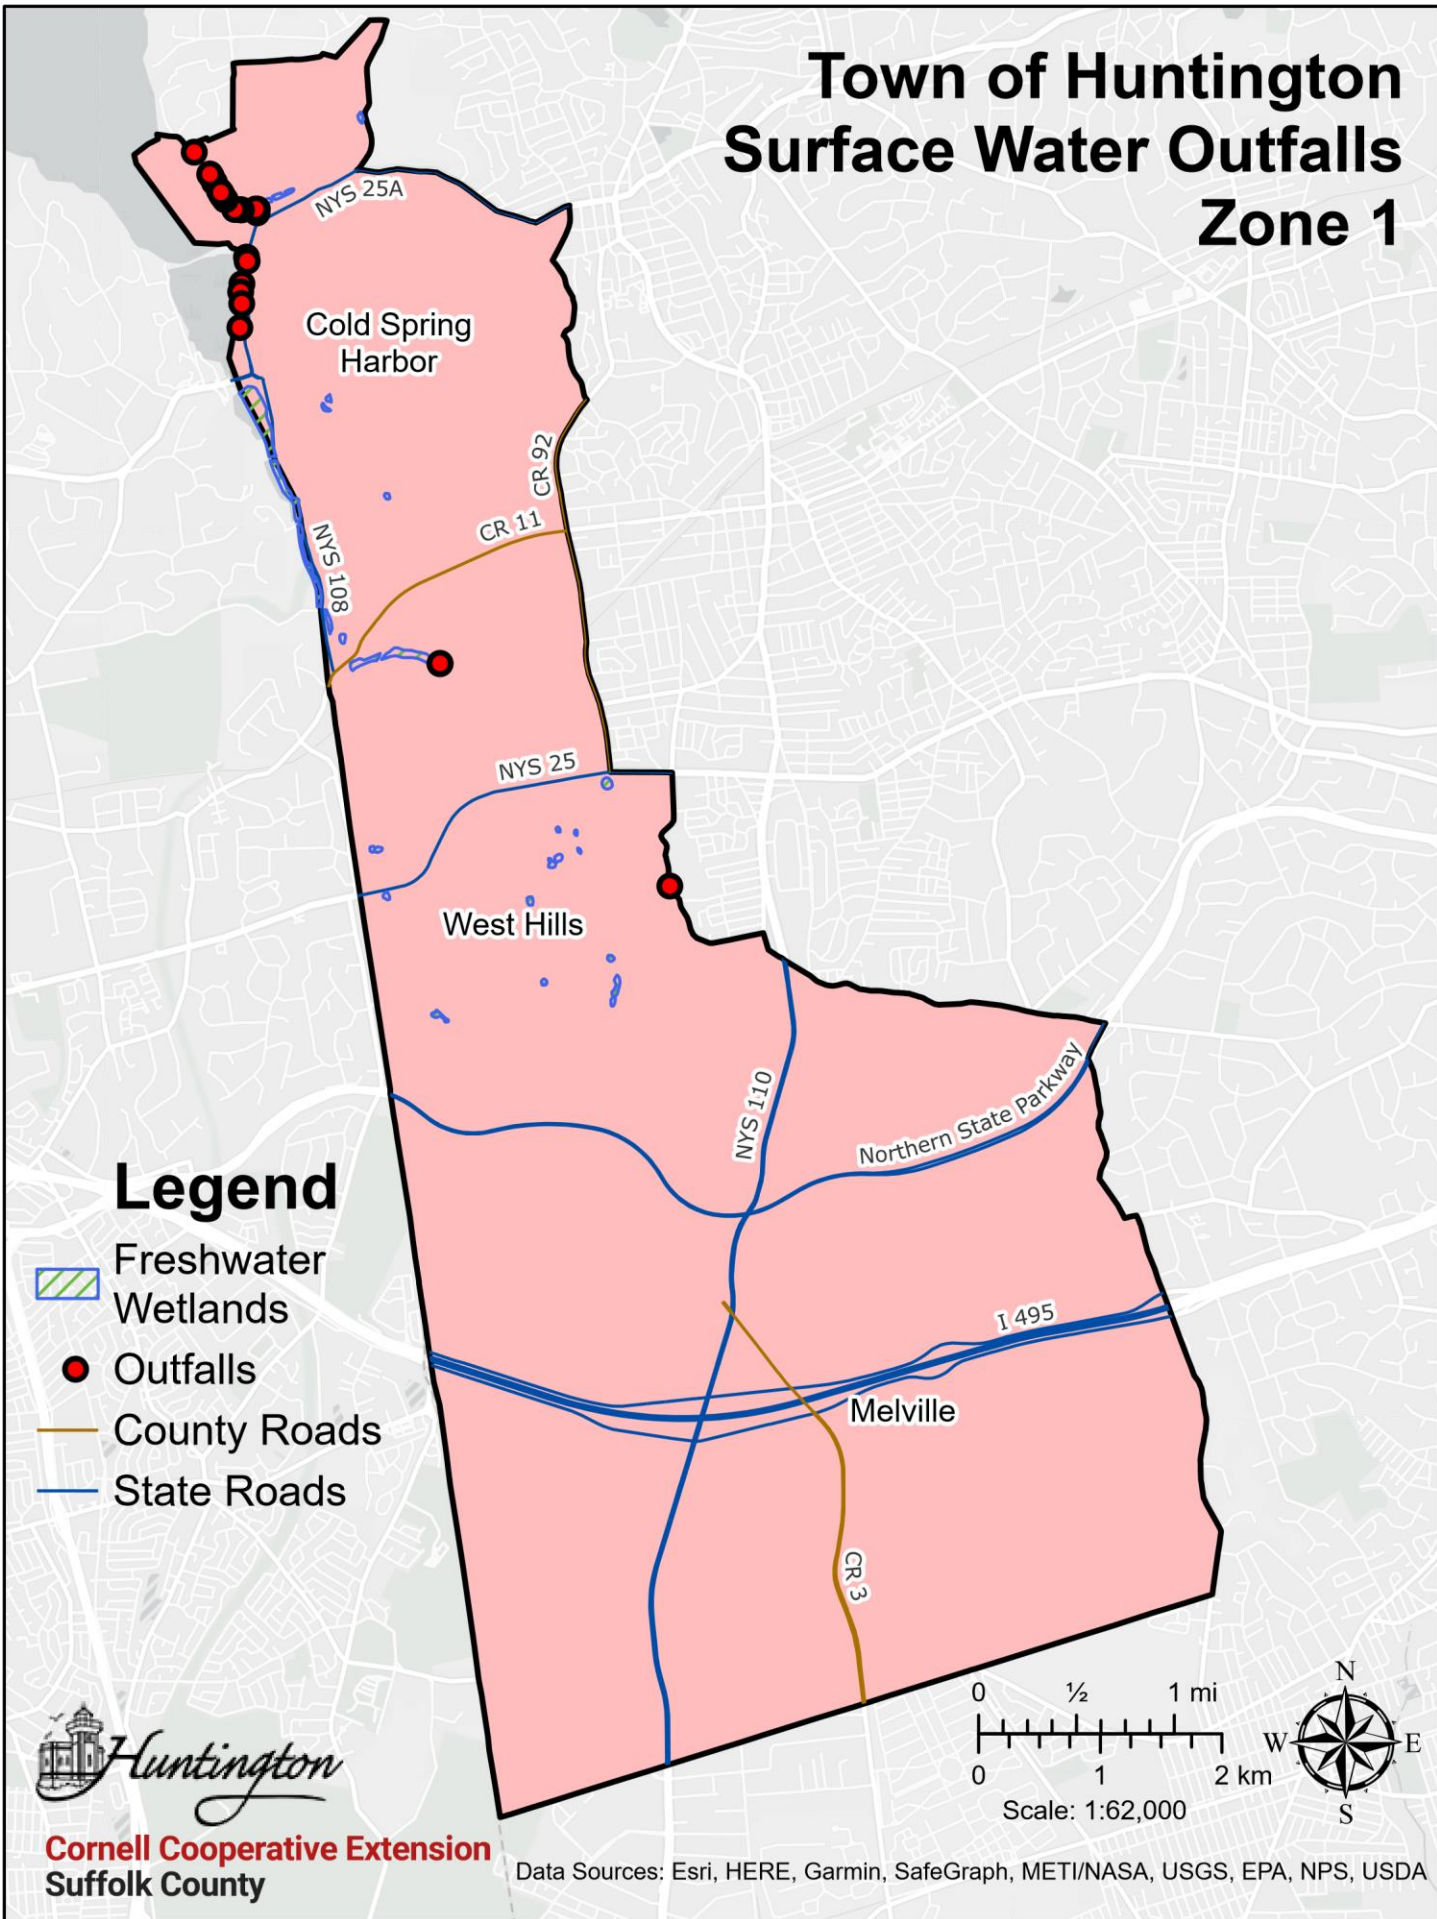 Town of Huntington
Surface Water Outfalls
Zone 1
NYS 25A
Cold Spring
Harbor
CR 92
CR 11
NYS 108
NYS 25
West Hills
NYS 110
Northern State Parkway
Legend
Freshwater
Wetlands
Outfalls
County Roads
State Roads
I 495
Melville
CR 3
0 ½ 1 mi
0 1 2 km
Scale: 1:62,000
N
W E
S
Huntington
Cornell Cooperative Extension
Suffolk County
Data Sources: Esri, HERE, Garmin, SafeGraph, METI/NASA, USGS, EPA, NPS, USDA